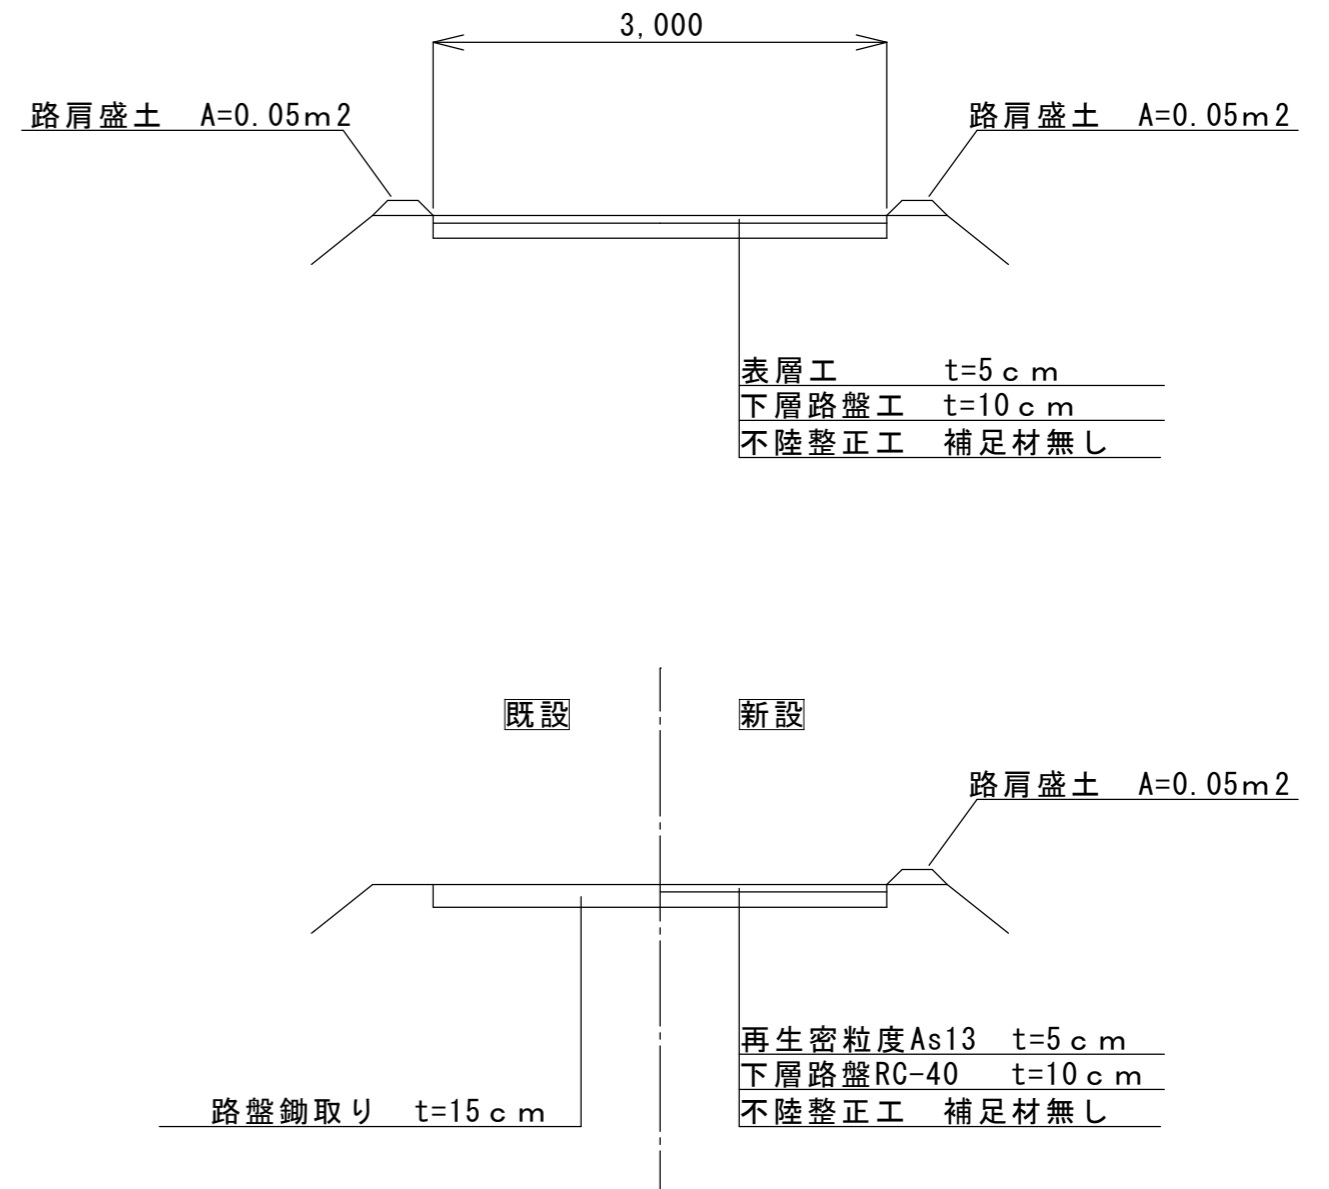 3,000
路肩盛土 A=0.05m2
路肩盛土 A=0.05m2
表層工 t=5cm
下層路盤工 t=10cm
不陸整正工 補足材無し
既設
新設
路肩盛土 A=0.05m2
再生密粒度As13 t=5cm
下層路盤RC-40 t=10cm
路盤鋤取り t=15cm
不陸整正工 補足材無し